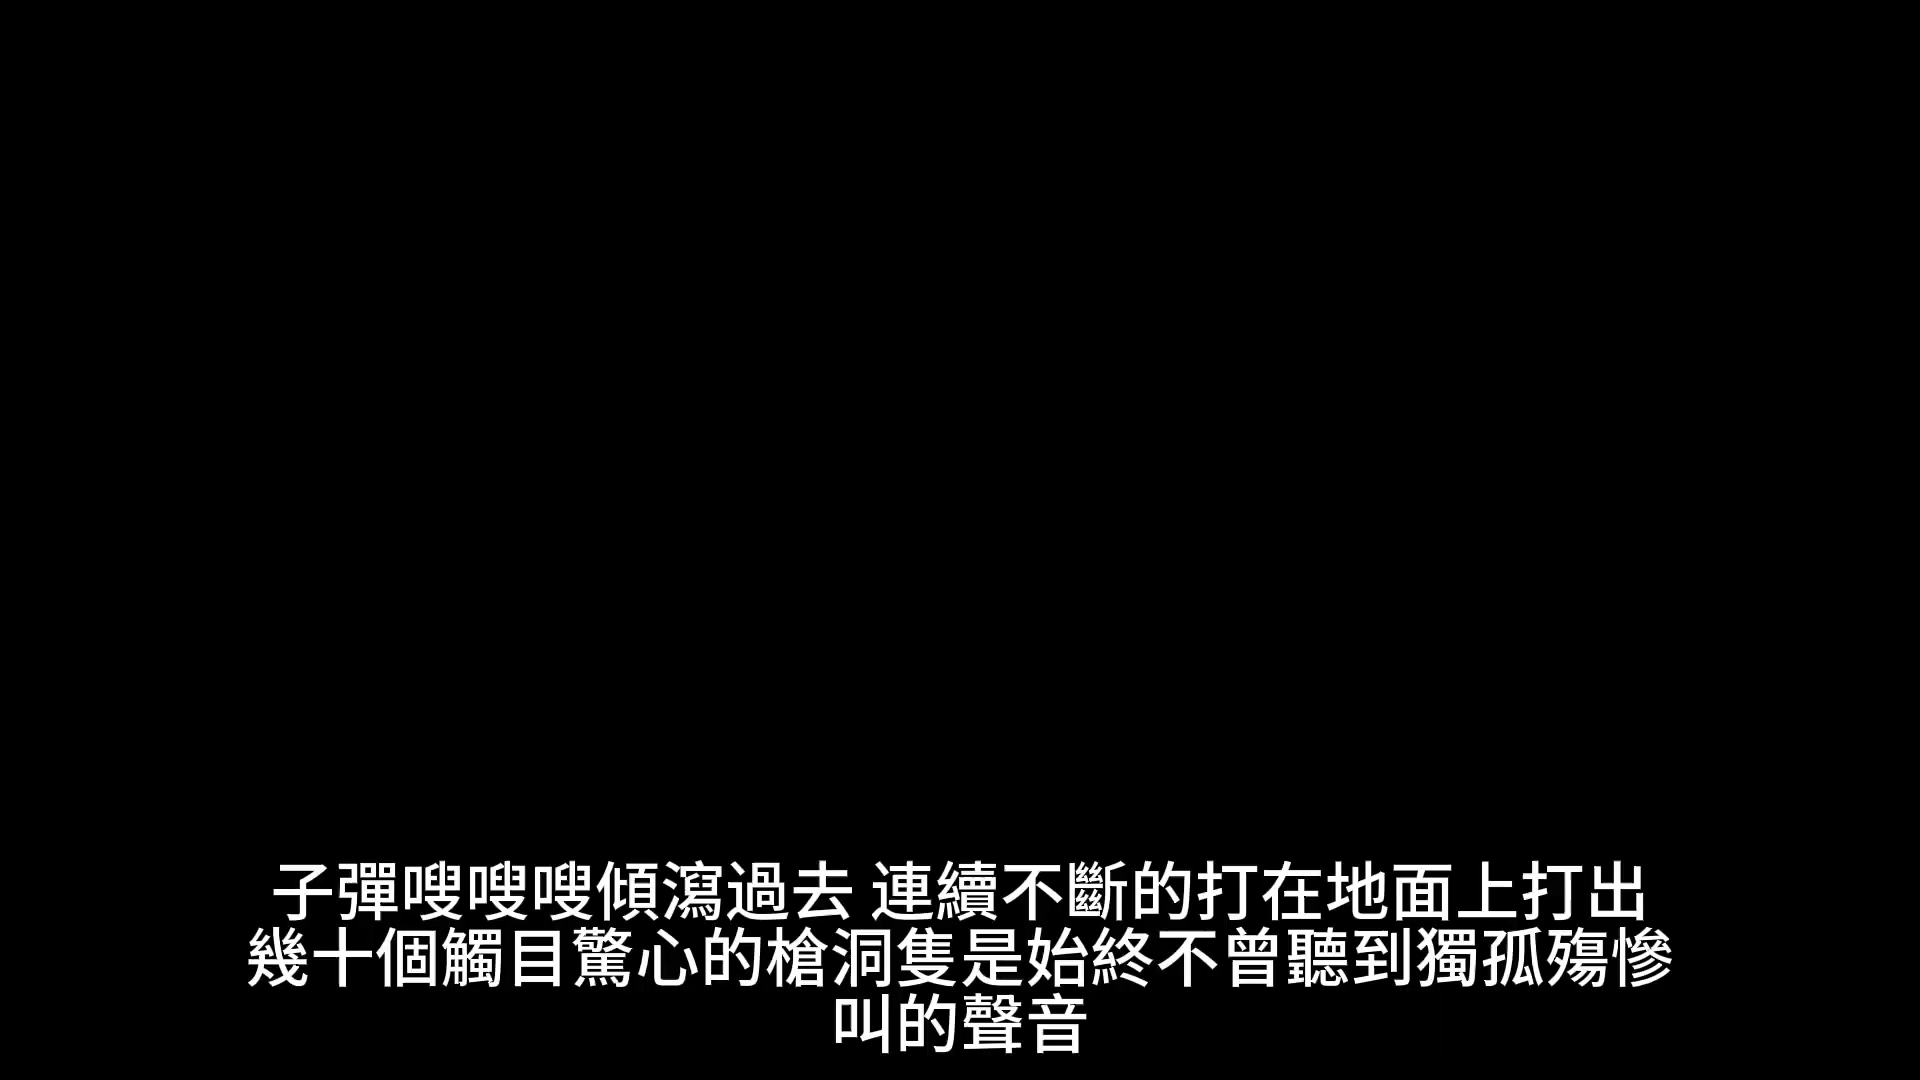 子彈嗖嗖嗖傾瀉過去 連續不斷的打在地面上打出
幾十個觸目驚心的槍洞隻是始終不曾聽到獨孤殤慘
叫的聲音